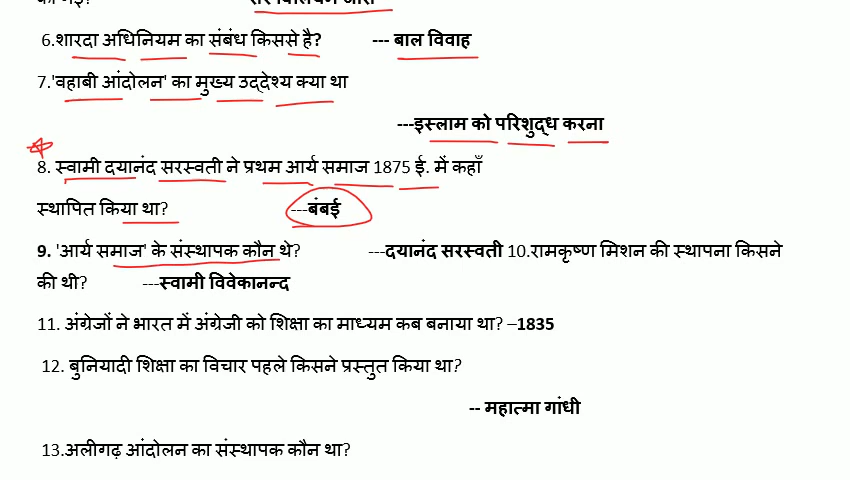 6.शारदा अधिनियम का संबंध किससे है? --- बाल विवाह
7.'वहाबी आंदोलन' का मुख्य उद्देश्य क्या था
---इस्लाम को परिशुद्ध करना
8. स्वामी दयानंद सरस्वती ने प्रथम आर्य समाज 1875 ई. में कहाँ
स्थापित किया था? ---बंबई
9. 'आर्य समाज' के संस्थापक कौन थे? ---दयानंद सरस्वती 10.रामकृष्ण मिशन की स्थापना किसने
की थी? ---स्वामी विवेकानन्द
11. अंग्रेजों ने भारत में अंग्रेजी को शिक्षा का माध्यम कब बनाया था? –1835
12. बुनियादी शिक्षा का विचार पहले किसने प्रस्तुत किया था?
-- महात्मा गांधी
13.अलीगढ़ आंदोलन का संस्थापक कौन था?